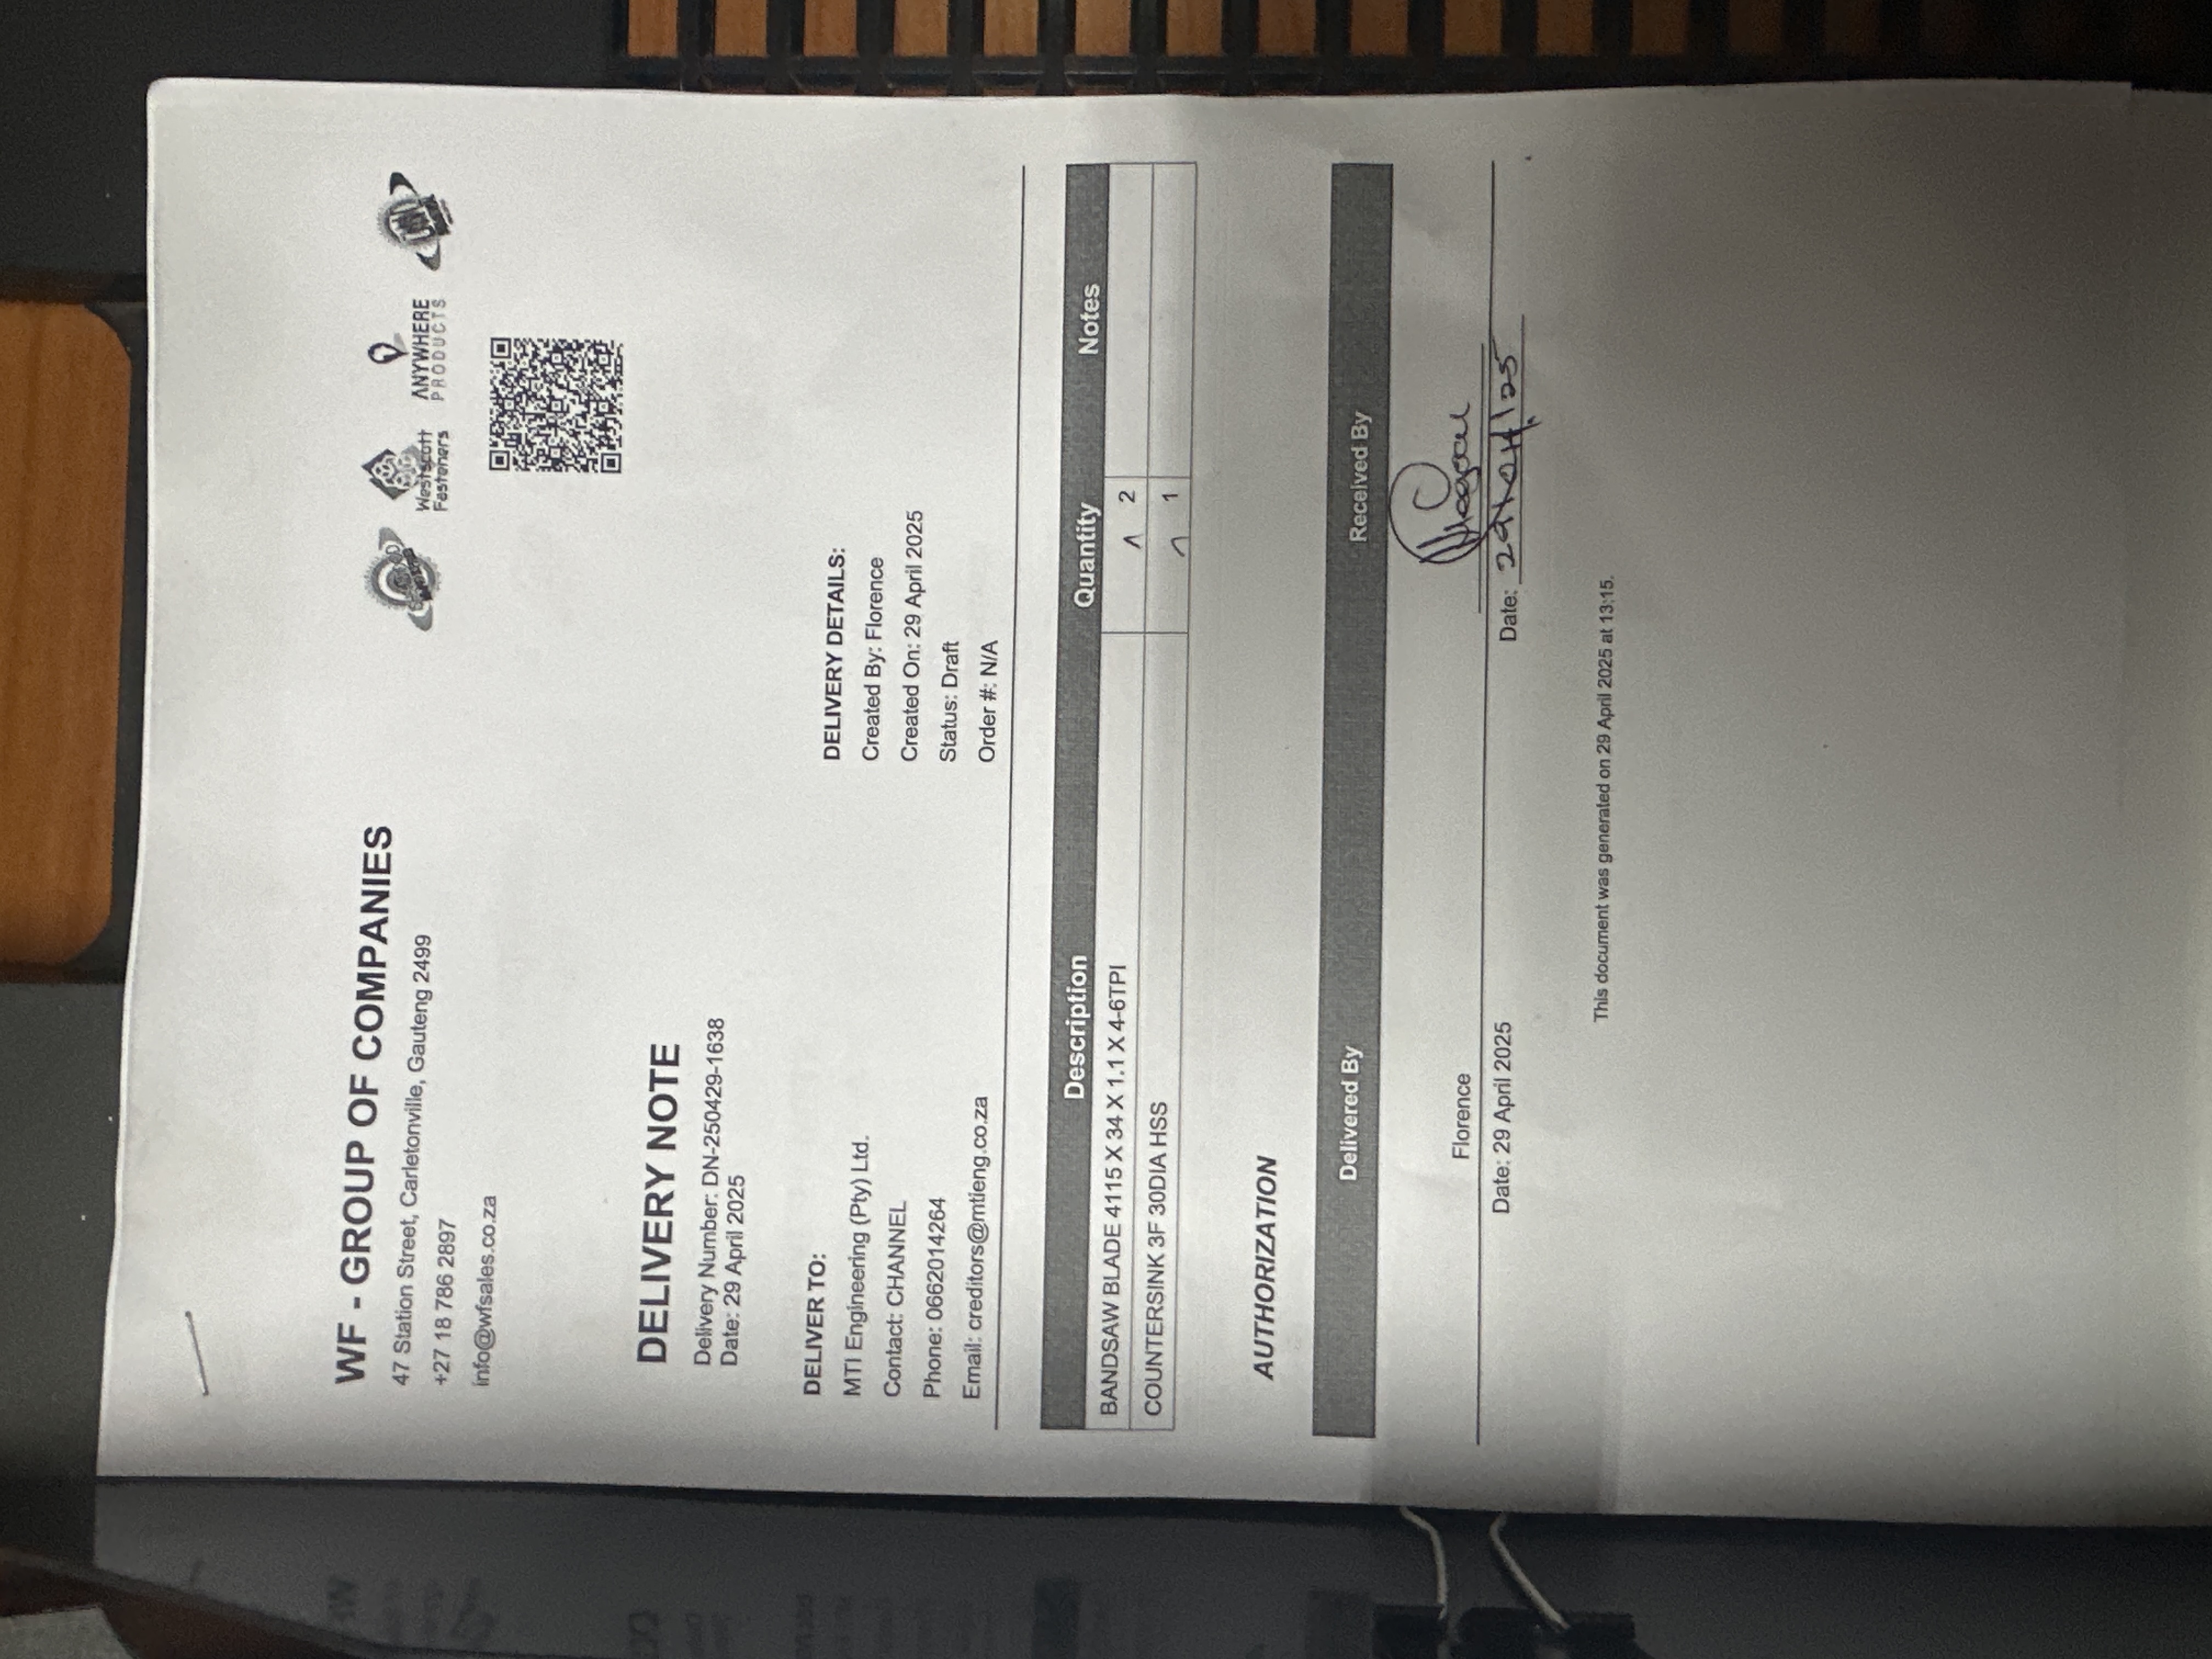 WF - GROUP OF COMPANIES
47 Station Street, Carletonville, Gauteng 2499
+27 18 786 2897
info@wfsales.co.za
Westscott
Fasteners
ANYWHERE
PRODUCTS
DELIVERY NOTE
Delivery Number: DN-250429-1638
Date: 29 April 2025
DELIVER TO:
MTI Engineering (Pty) Ltd.
Contact: CHANNEL
Phone: 0662014264
Email: creditors@mtieng.co.za
DELIVERY DETAILS:
Created By: Florence
Created On: 29 April 2025
Status: Draft
Order #: N/A
Description Quantity Notes
BANDSAW BLADE 4115 X 34 X 1.1 X 4-6TPI 2
COUNTERSINK 3F 30DIA HSS 1
AUTHORIZATION
Delivered By Received By
Florence
Date: 29 April 2025 Date: 29/04/25
This document was generated on 29 April 2025 at 13:15.